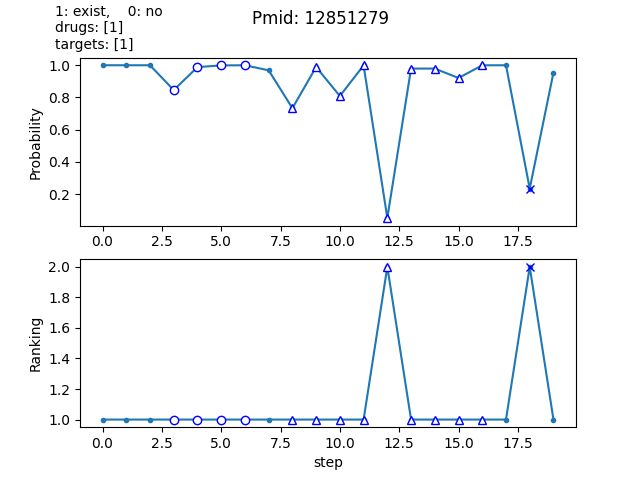 1: exist,    0: no
drugs: [1]
targets: [1]
Pmid: 12851279
Probability
1.0
0.8
0.6
0.4
0.2
0.0 2.5 5.0 7.5 10.0 12.5 15.0 17.5
Ranking
2.0
1.8
1.6
1.4
1.2
1.0
0.0 2.5 5.0 7.5 10.0 12.5 15.0 17.5
step